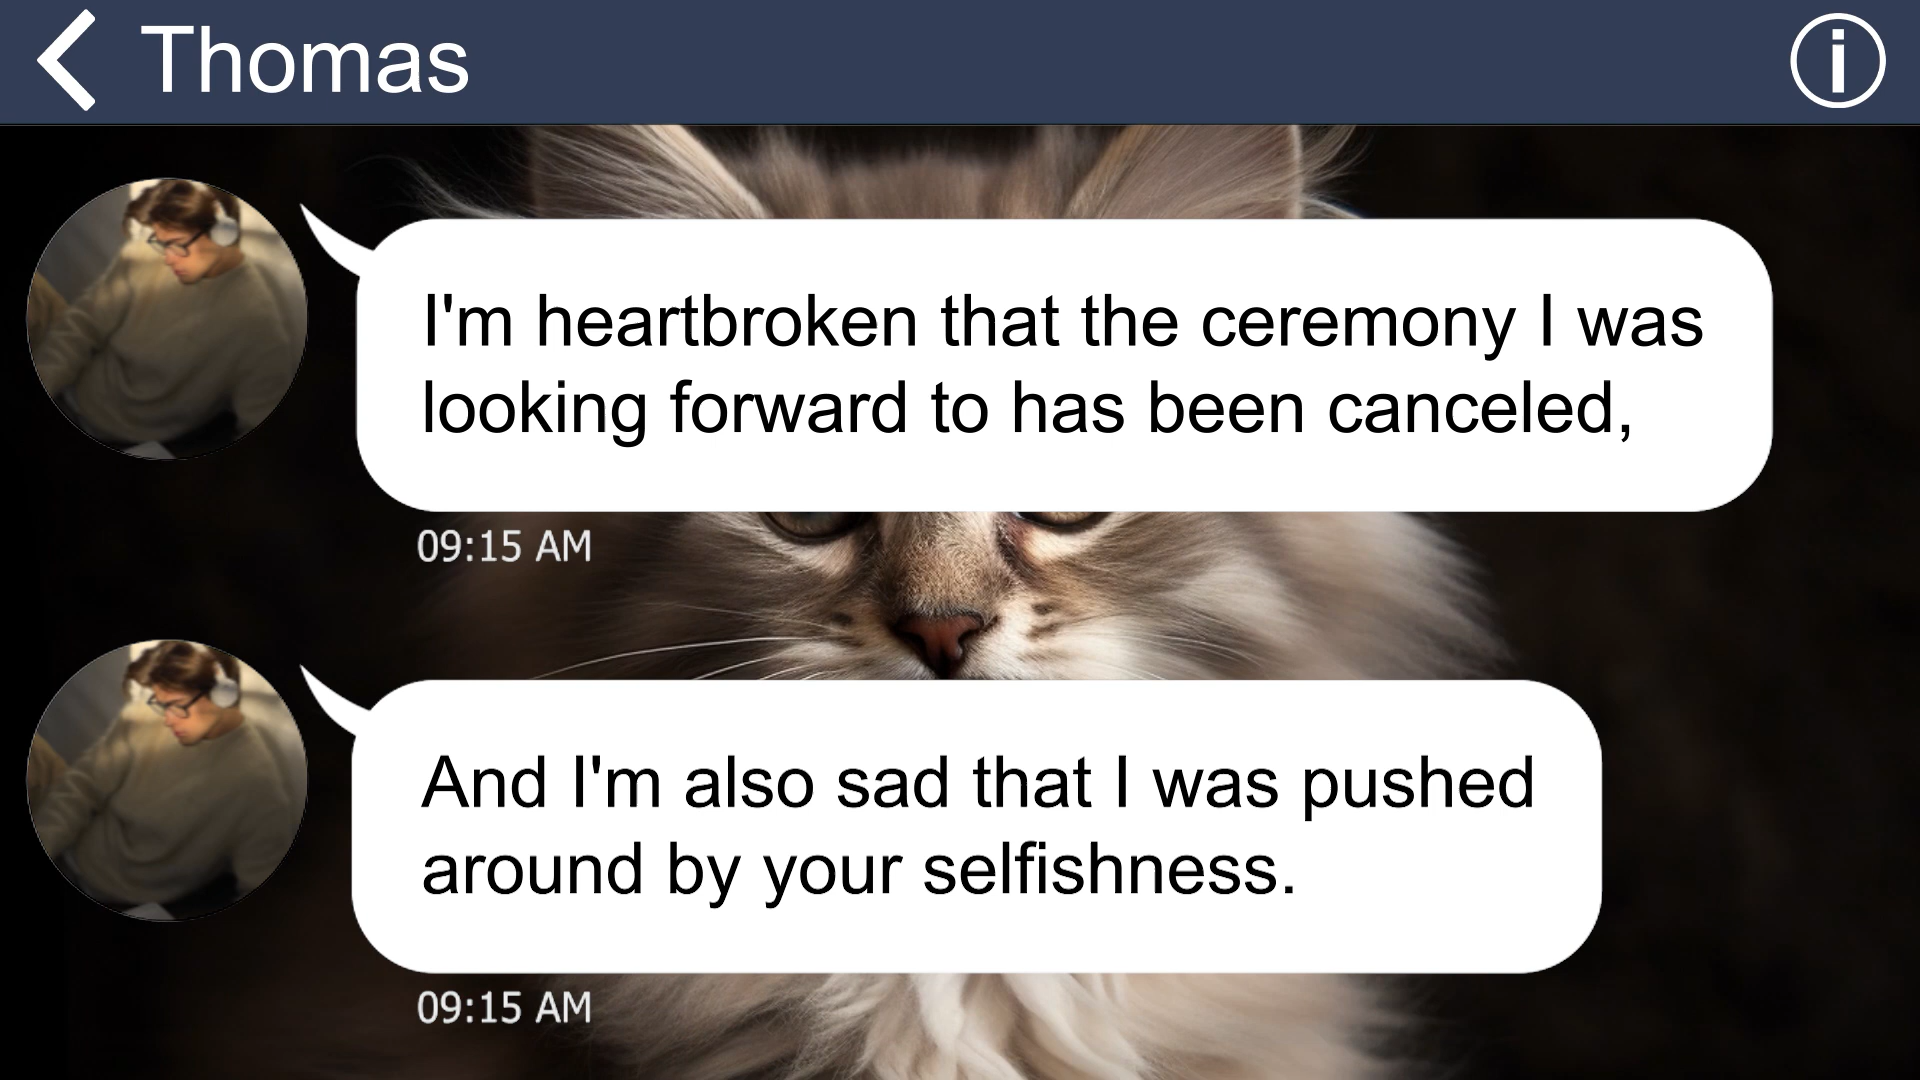 Thomas
I'm heartbroken that the ceremony I was
looking forward to has been canceled,
09:15 AM
And I'm also sad that I was pushed
around by your selfishness.
09:15 AM